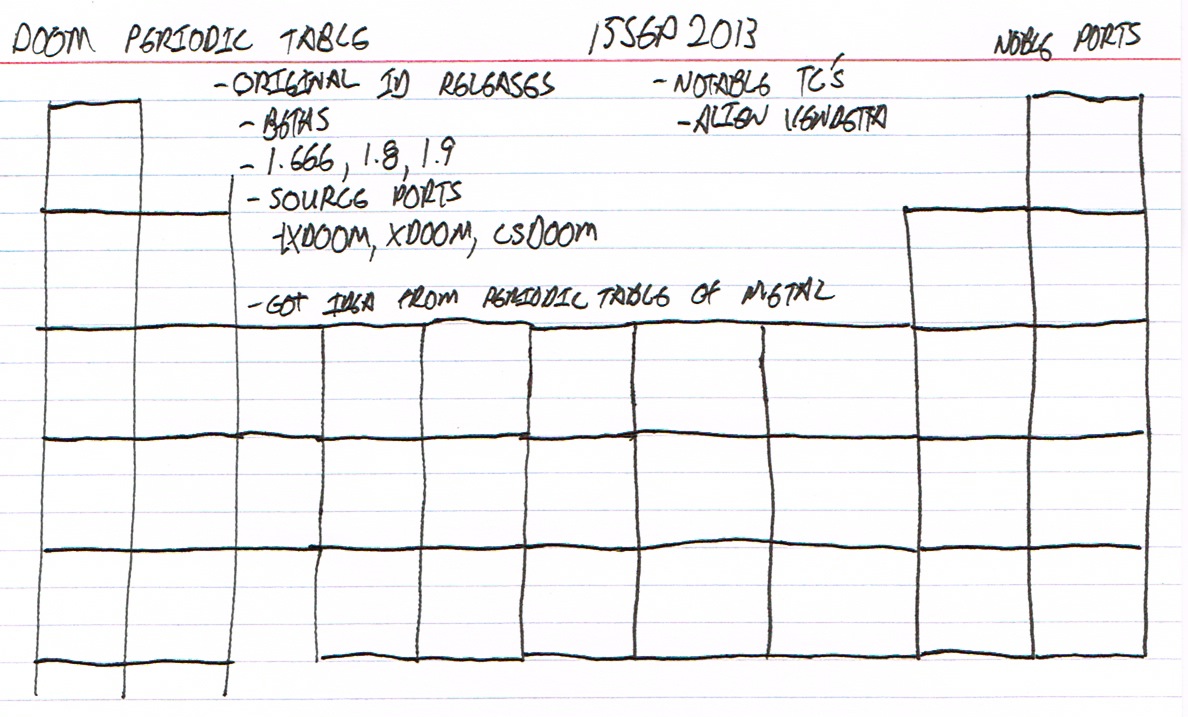 DOOM PERIODIC TABLE 15SEP2013 NOBLE PORTS
- ORIGINAL ID RELEASES
- BETAS
- 1.666, 1.8, 1.9
- SOURCE PORTS
- LXDOOM, XDOOM, CSDOOM
- GOT IDEA FROM PERIODIC TABLE OF METAL
- NOTABLE TC'S
- ALIEN VENDETTA